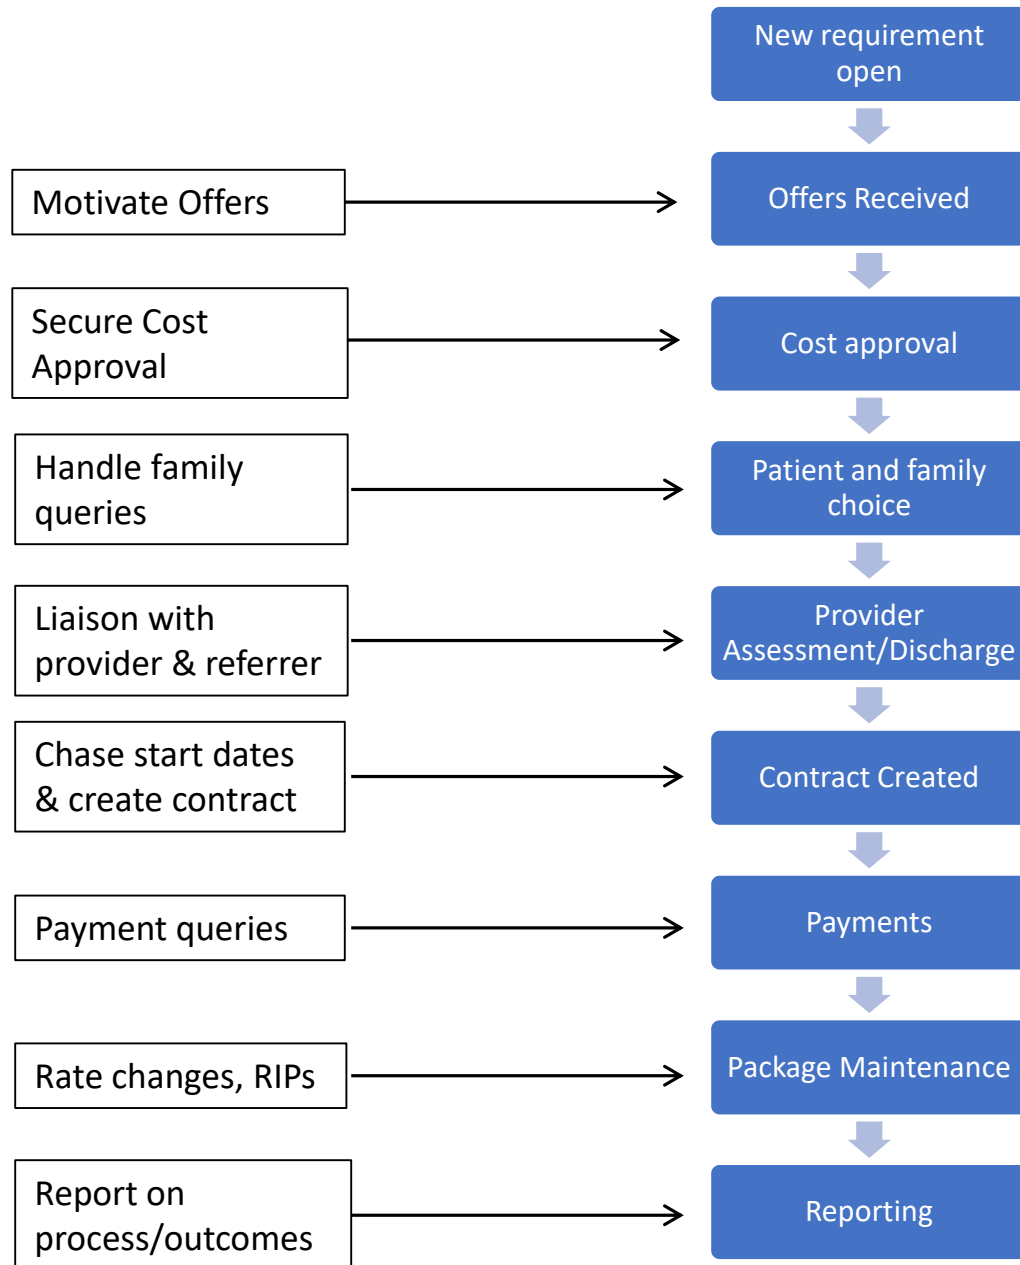 New requirement
open
Motivate Offers
Offers Received
Secure Cost
Approval
Cost approval
Handle family
queries
Patient and family
choice
Liaison with
provider & referrer
Provider
Assessment/Discharge
Chase start dates
& create contract
Contract Created
Payment queries
Payments
Rate changes, RIPs
Package Maintenance
Report on
process/outcomes
Reporting